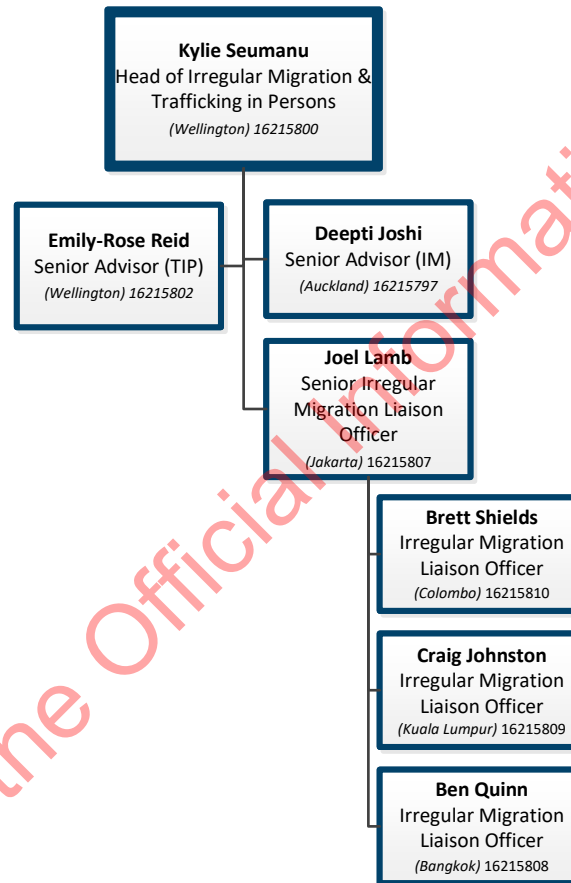 Kylie Seumanu
Head of Irregular Migration &
Trafficking in Persons
(Wellington) 16215800
Emily-Rose Reid
Senior Advisor (TIP)
(Wellington) 16215802
Deepti Joshi
Senior Advisor (IM)
(Auckland) 16215797
Joel Lamb
Senior Irregular
Migration Liaison
Officer
(Jakarta) 16215807
Brett Shields
Irregular Migration
Liaison Officer
(Colombo) 16215810
Craig Johnston
Irregular Migration
Liaison Officer
(Kuala Lumpur) 16215809
Ben Quinn
Irregular Migration
Liaison Officer
(Bangkok) 16215808
the Official Informati